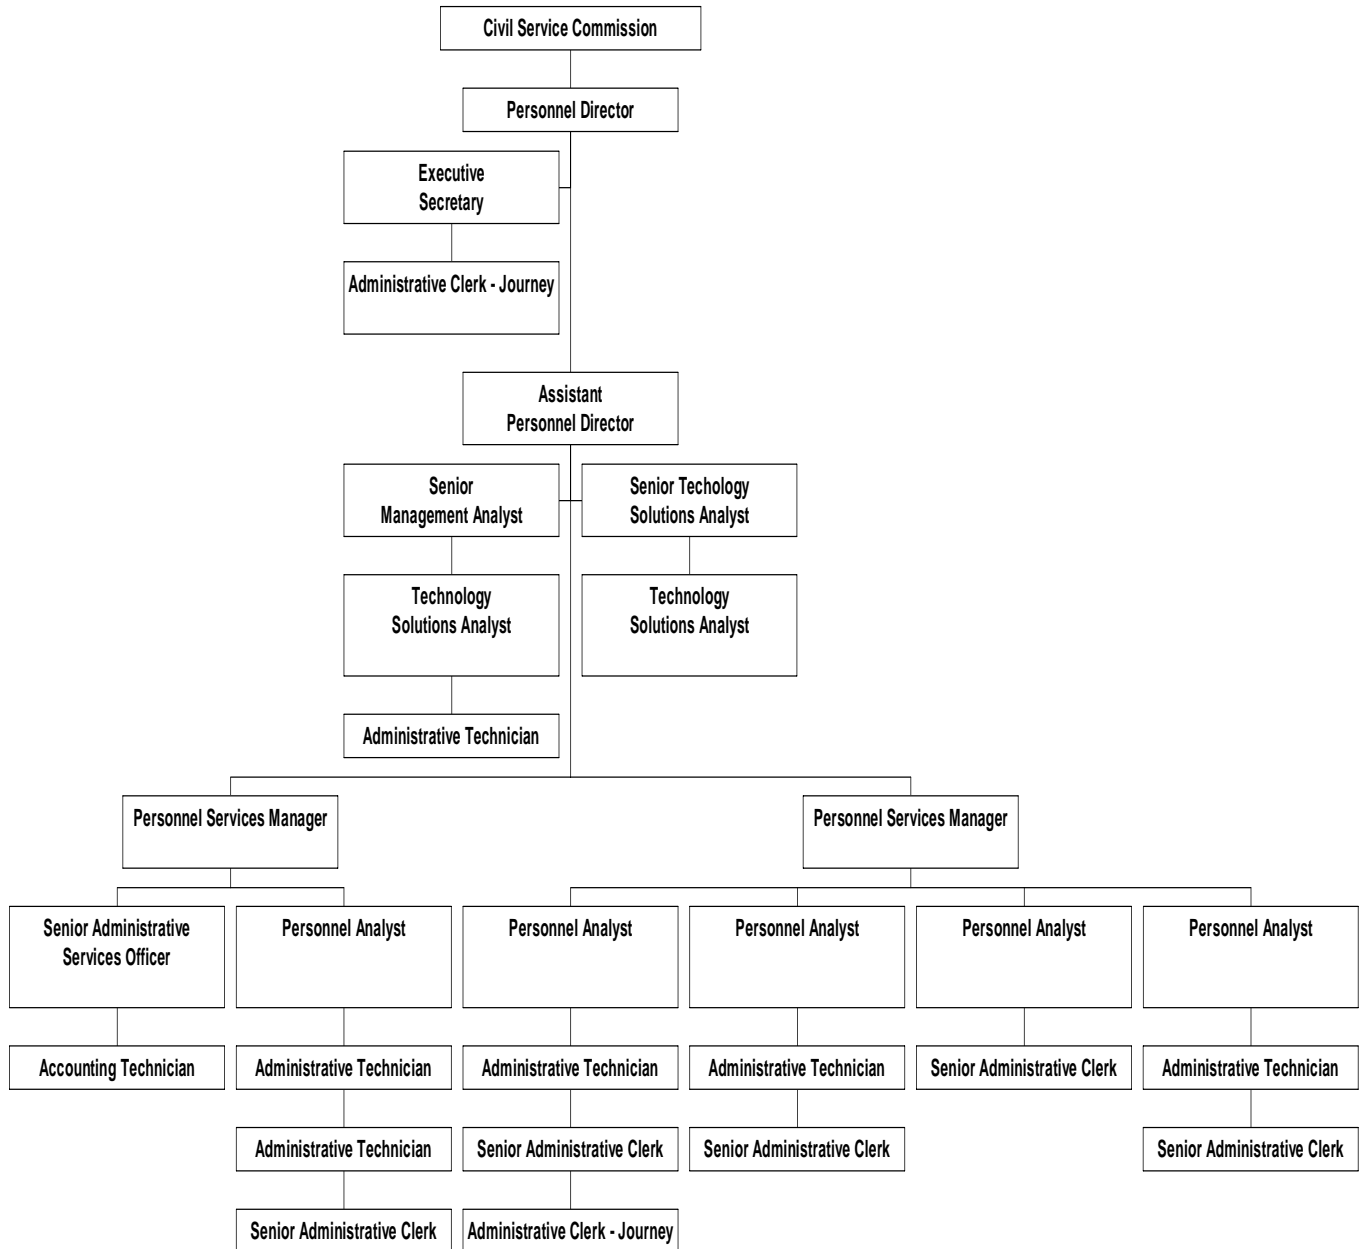 Civil Service Commission
Personnel Director
Executive
Secretary
Administrative Clerk - Journey
Assistant
Personnel Director
Senior
Management Analyst
Senior Techology
Solutions Analyst
Technology
Solutions Analyst
Technology
Solutions Analyst
Administrative Technician
Personnel Services Manager
Personnel Services Manager
Senior Administrative
Services Officer
Personnel Analyst
Personnel Analyst
Personnel Analyst
Personnel Analyst
Personnel Analyst
Accounting Technician
Administrative Technician
Administrative Technician
Administrative Technician
Senior Administrative Clerk
Administrative Technician
Administrative Technician
Senior Administrative Clerk
Senior Administrative Clerk
Senior Administrative Clerk
Senior Administrative Clerk
Administrative Clerk - Journey